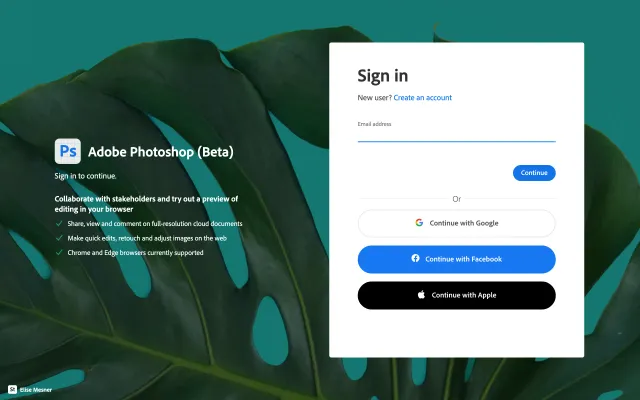 Ps Adobe Photoshop (Beta)
Sign in to continue.
Collaborate with stakeholders and try out a preview of
editing in your browser
Share, view and comment on full-resolution cloud documents
Make quick edits, retouch and adjust images on the web
Chrome and Edge browsers currently supported
Sign in
New user? Create an account
Email address
Continue
Or
Continue with Google
Continue with Facebook
Continue with Apple
St Elise Mesner